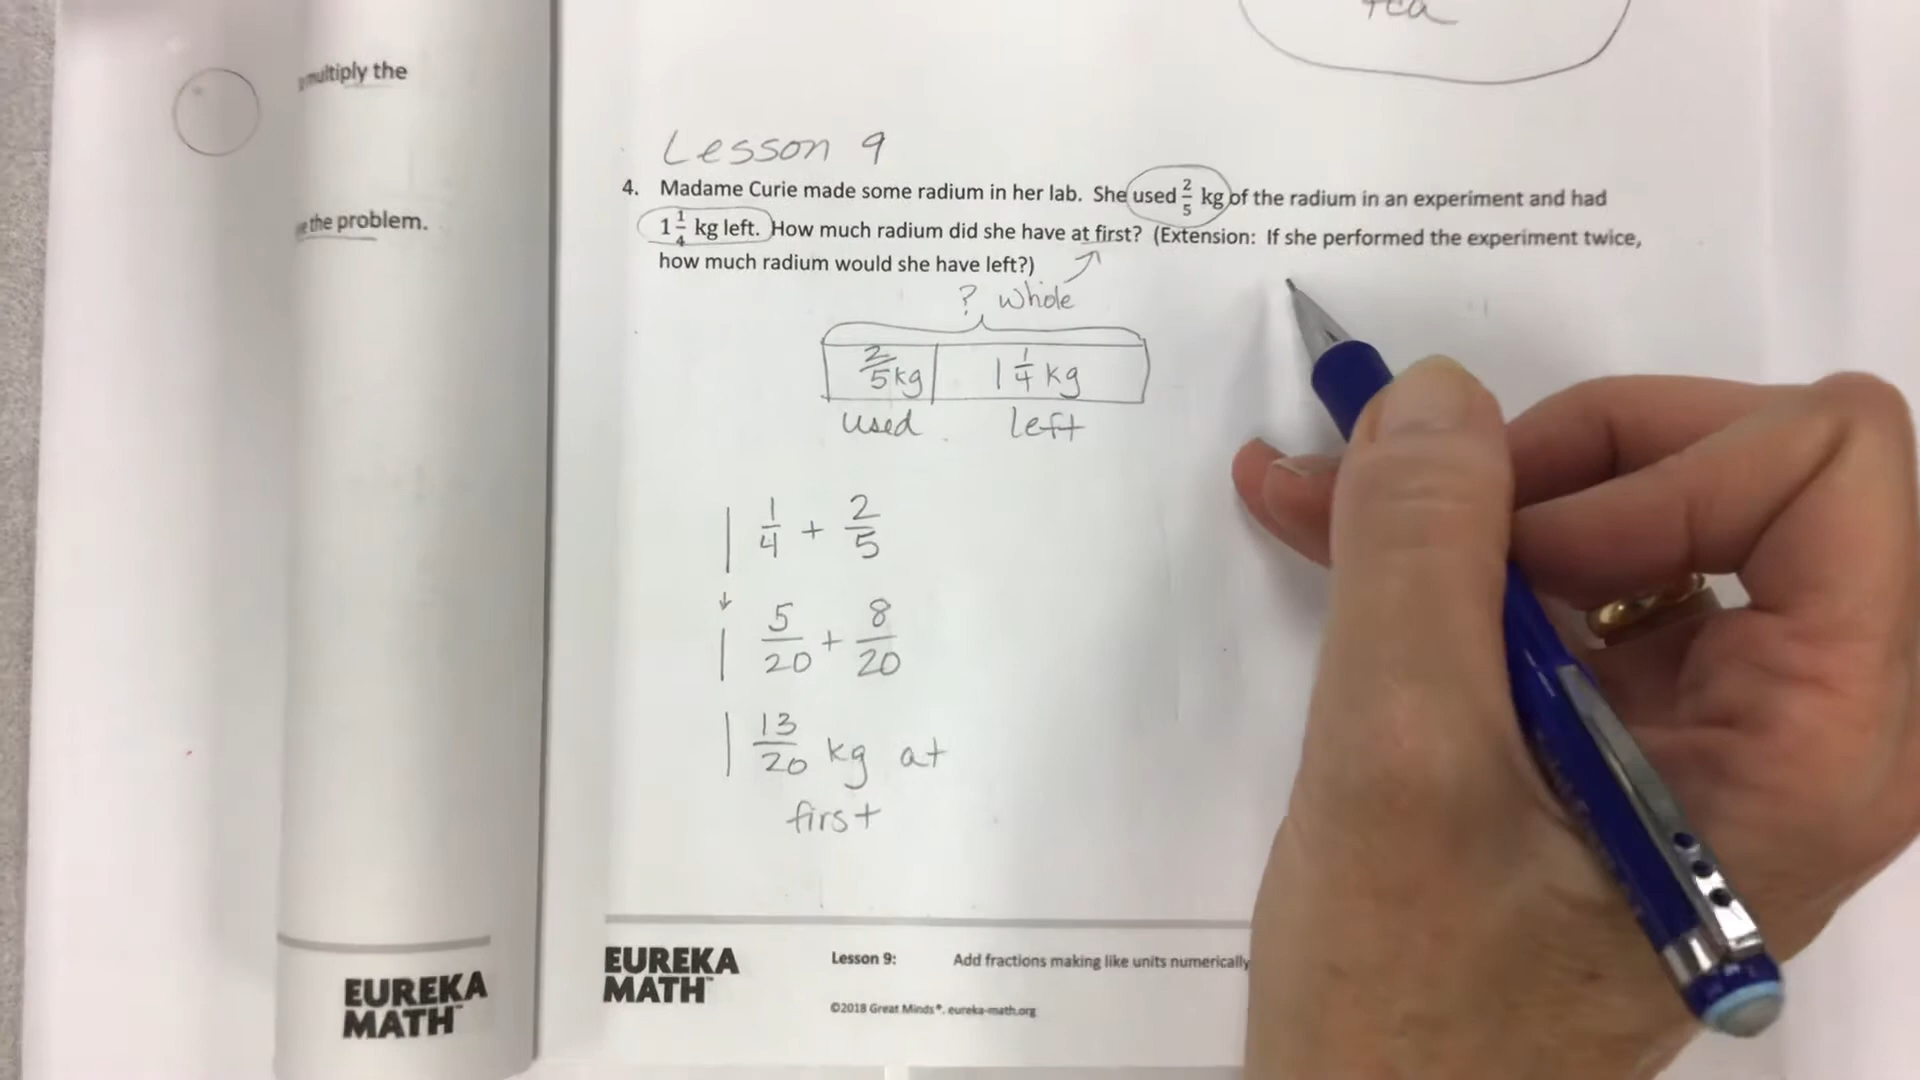 multiply the
the problem.
EUREKA
MATH™
tea
Lesson 9
4. Madame Curie made some radium in her lab. She used 2/5 kg of the radium in an experiment and had
1 1/4 kg left. How much radium did she have at first? (Extension: If she performed the experiment twice,
how much radium would she have left?)
? whole
2/5 kg 1 1/4 kg
used left
1 1/4 + 2/5
1 5/20 + 8/20
1 13/20 kg at
first
EUREKA
MATH™
Lesson 9: Add fractions making like units numerically
©2018 Great Minds®. eureka-math.org